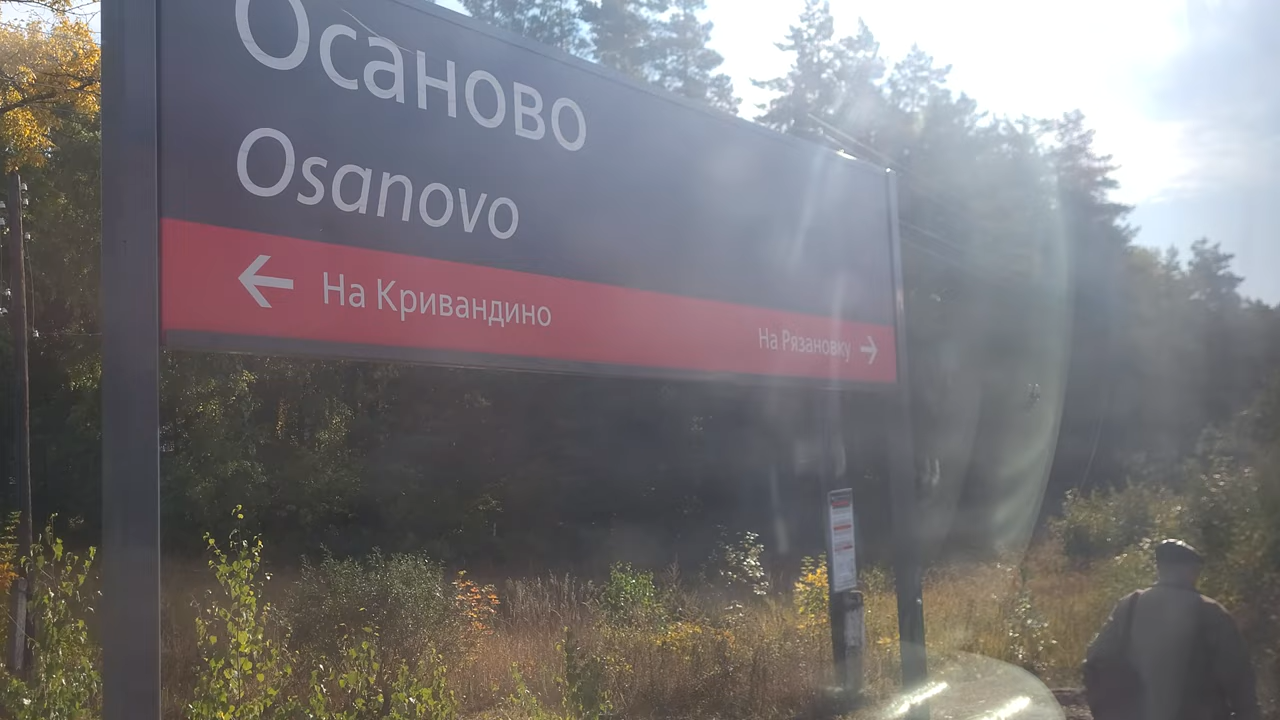 Осаново
Osanovo
← На Кривандино
На Рязановку →